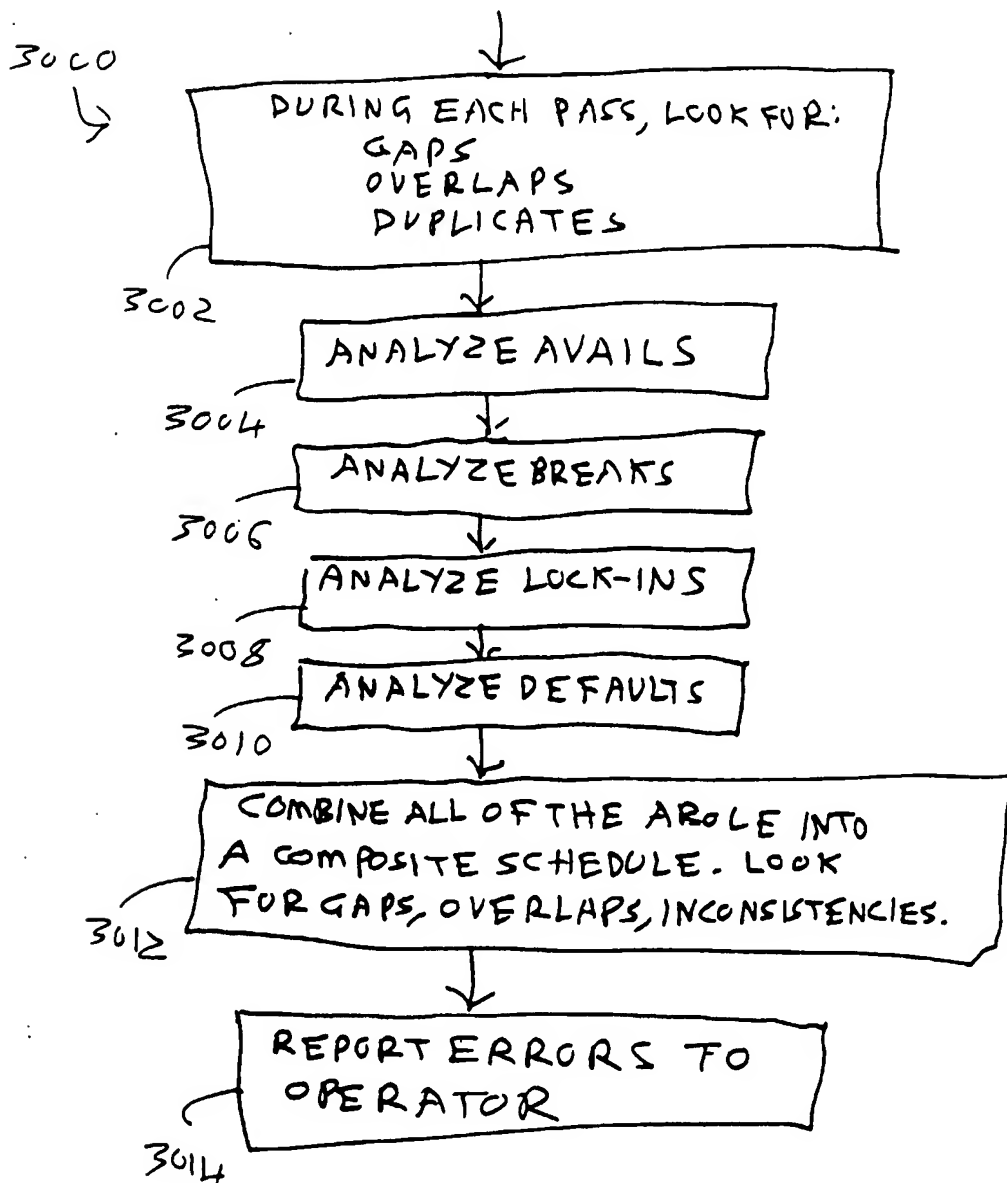 3000
DURING EACH PASS, LOOK FOR:
GAPS
OVERLAPS
DUPLICATES
3002
ANALYZE AVAILS
3004
ANALYZE BREAKS
3006
ANALYZE LOCK-INS
3008
ANALYZE DEFAULTS
3010
COMBINE ALL OF THE ABOVE INTO
A COMPOSITE SCHEDULE. LOOK
FOR GAPS, OVERLAPS, INCONSISTENCIES.
3012
REPORT ERRORS TO
OPERATOR
3014